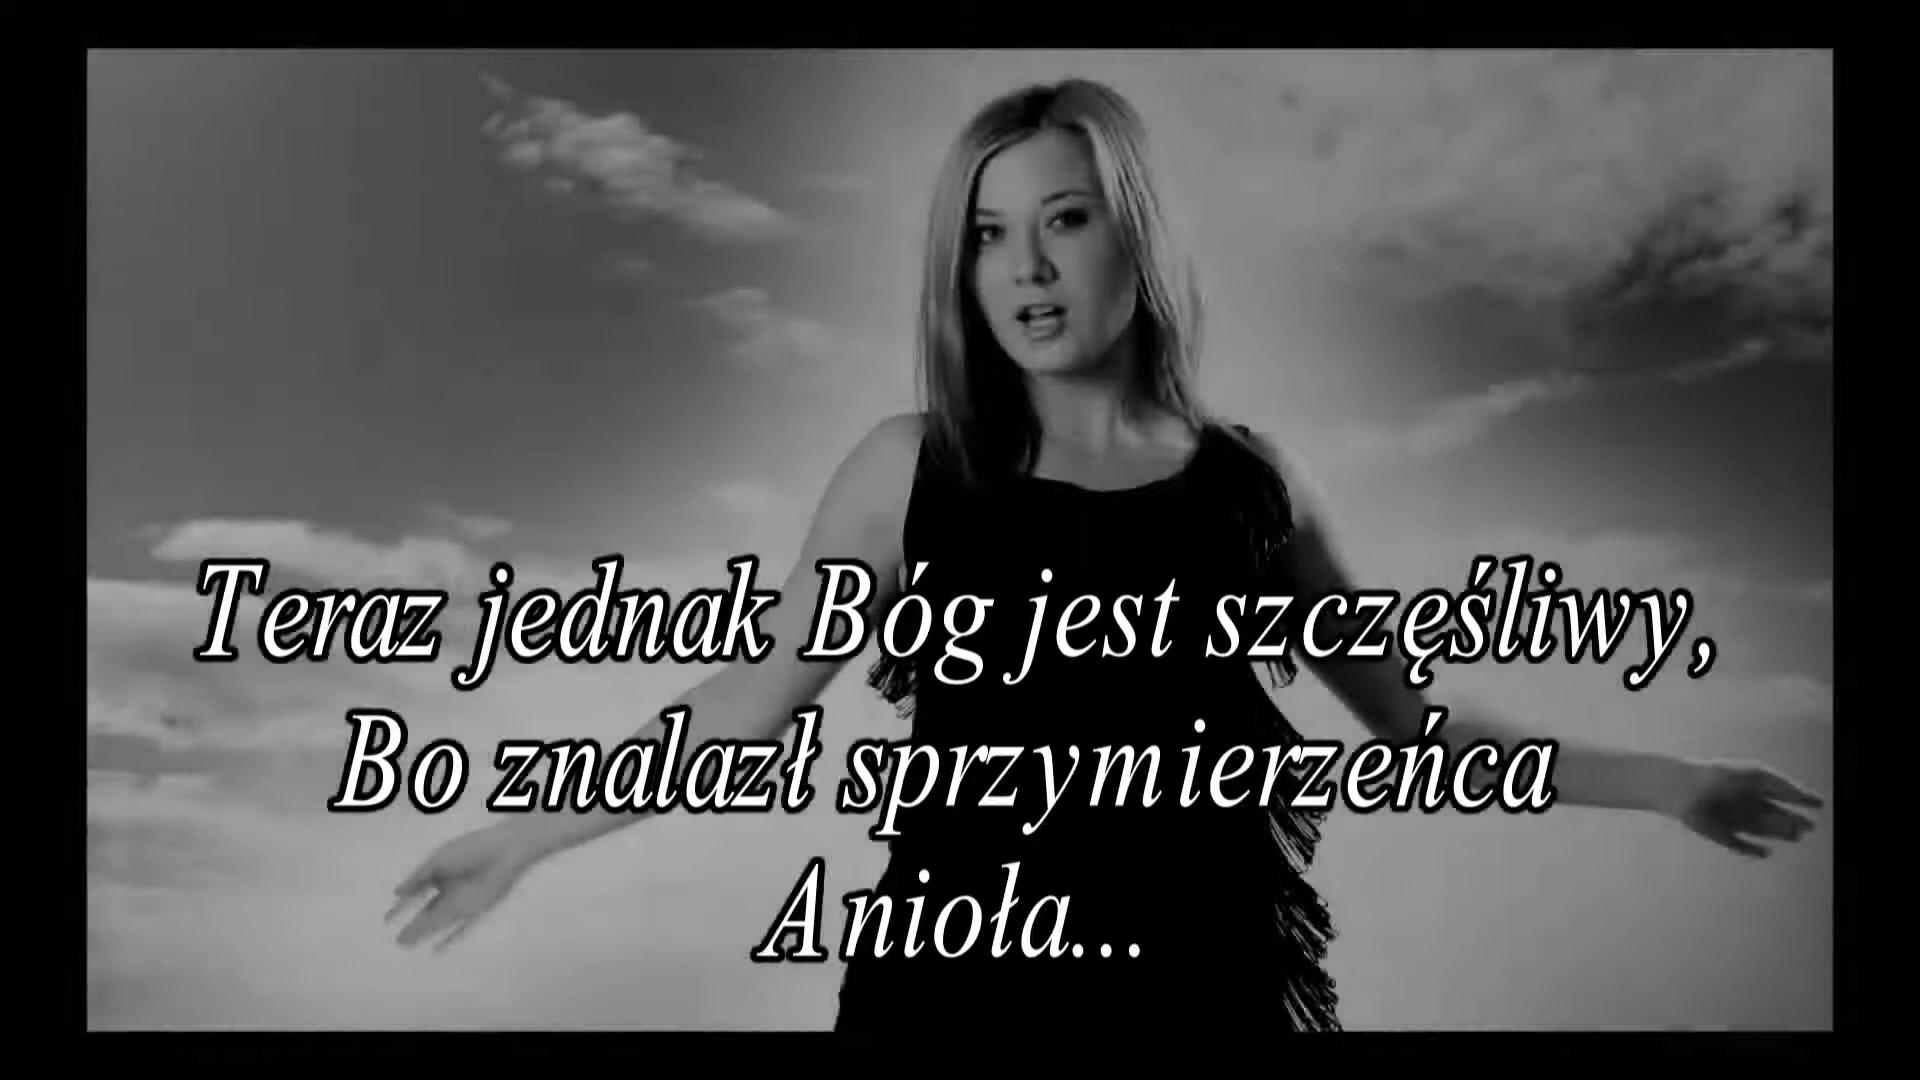 Teraz jednak Bóg jest szczęśliwy,
Bo znalazł sprzymierzeńca
Anioła...